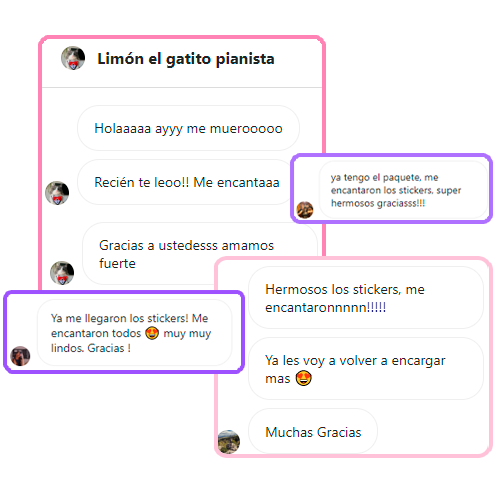 Limón el gatito pianista
Holaaaaa ayyy me muerooooo
Recién te leoo!! Me encantaaa
Gracias a ustedesss amamos
fuerte
ya tengo el paquete, me
encantaron los stickers, super
hermosos graciasss!!!
Ya me llegaron los stickers! Me
encantaron todos 😍 muy muy
lindos. Gracias !
Hermosos los stickers, me
encantaronnnnn!!!!!
Ya les voy a volver a encargar
mas 😍
Muchas Gracias